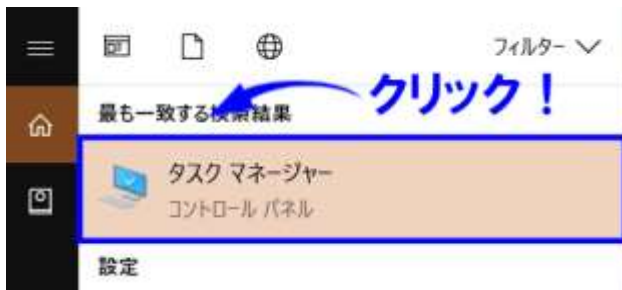 フィルター
クリック！
最も一致する検索結果
タスク マネージャー
コントロール パネル
設定